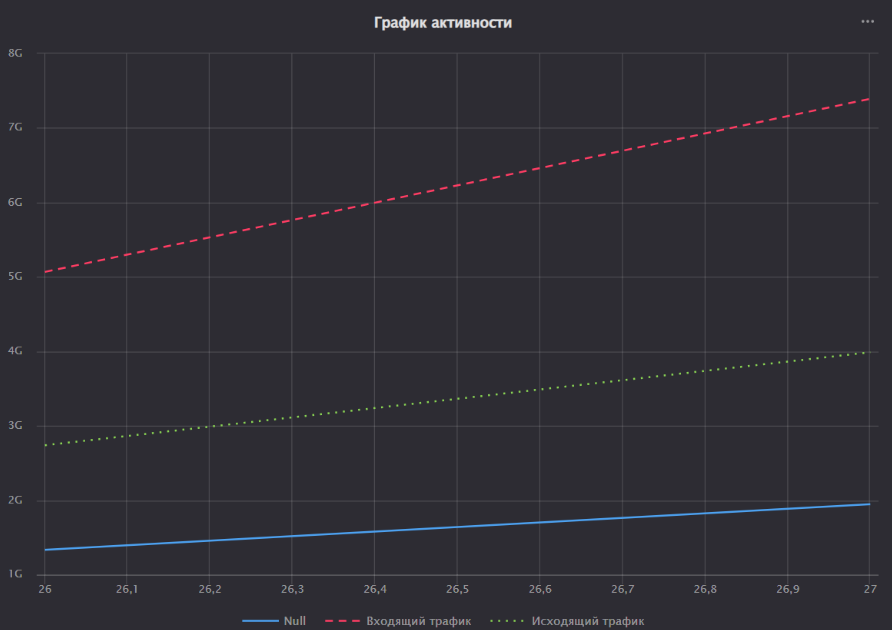 График активности
8G
7G
6G
5G
4G
3G
2G
1G
26 26,1 26,2 26,3 26,4 26,5 26,6 26,7 26,8 26,9 27
Null Входящий трафик Исходящий трафик